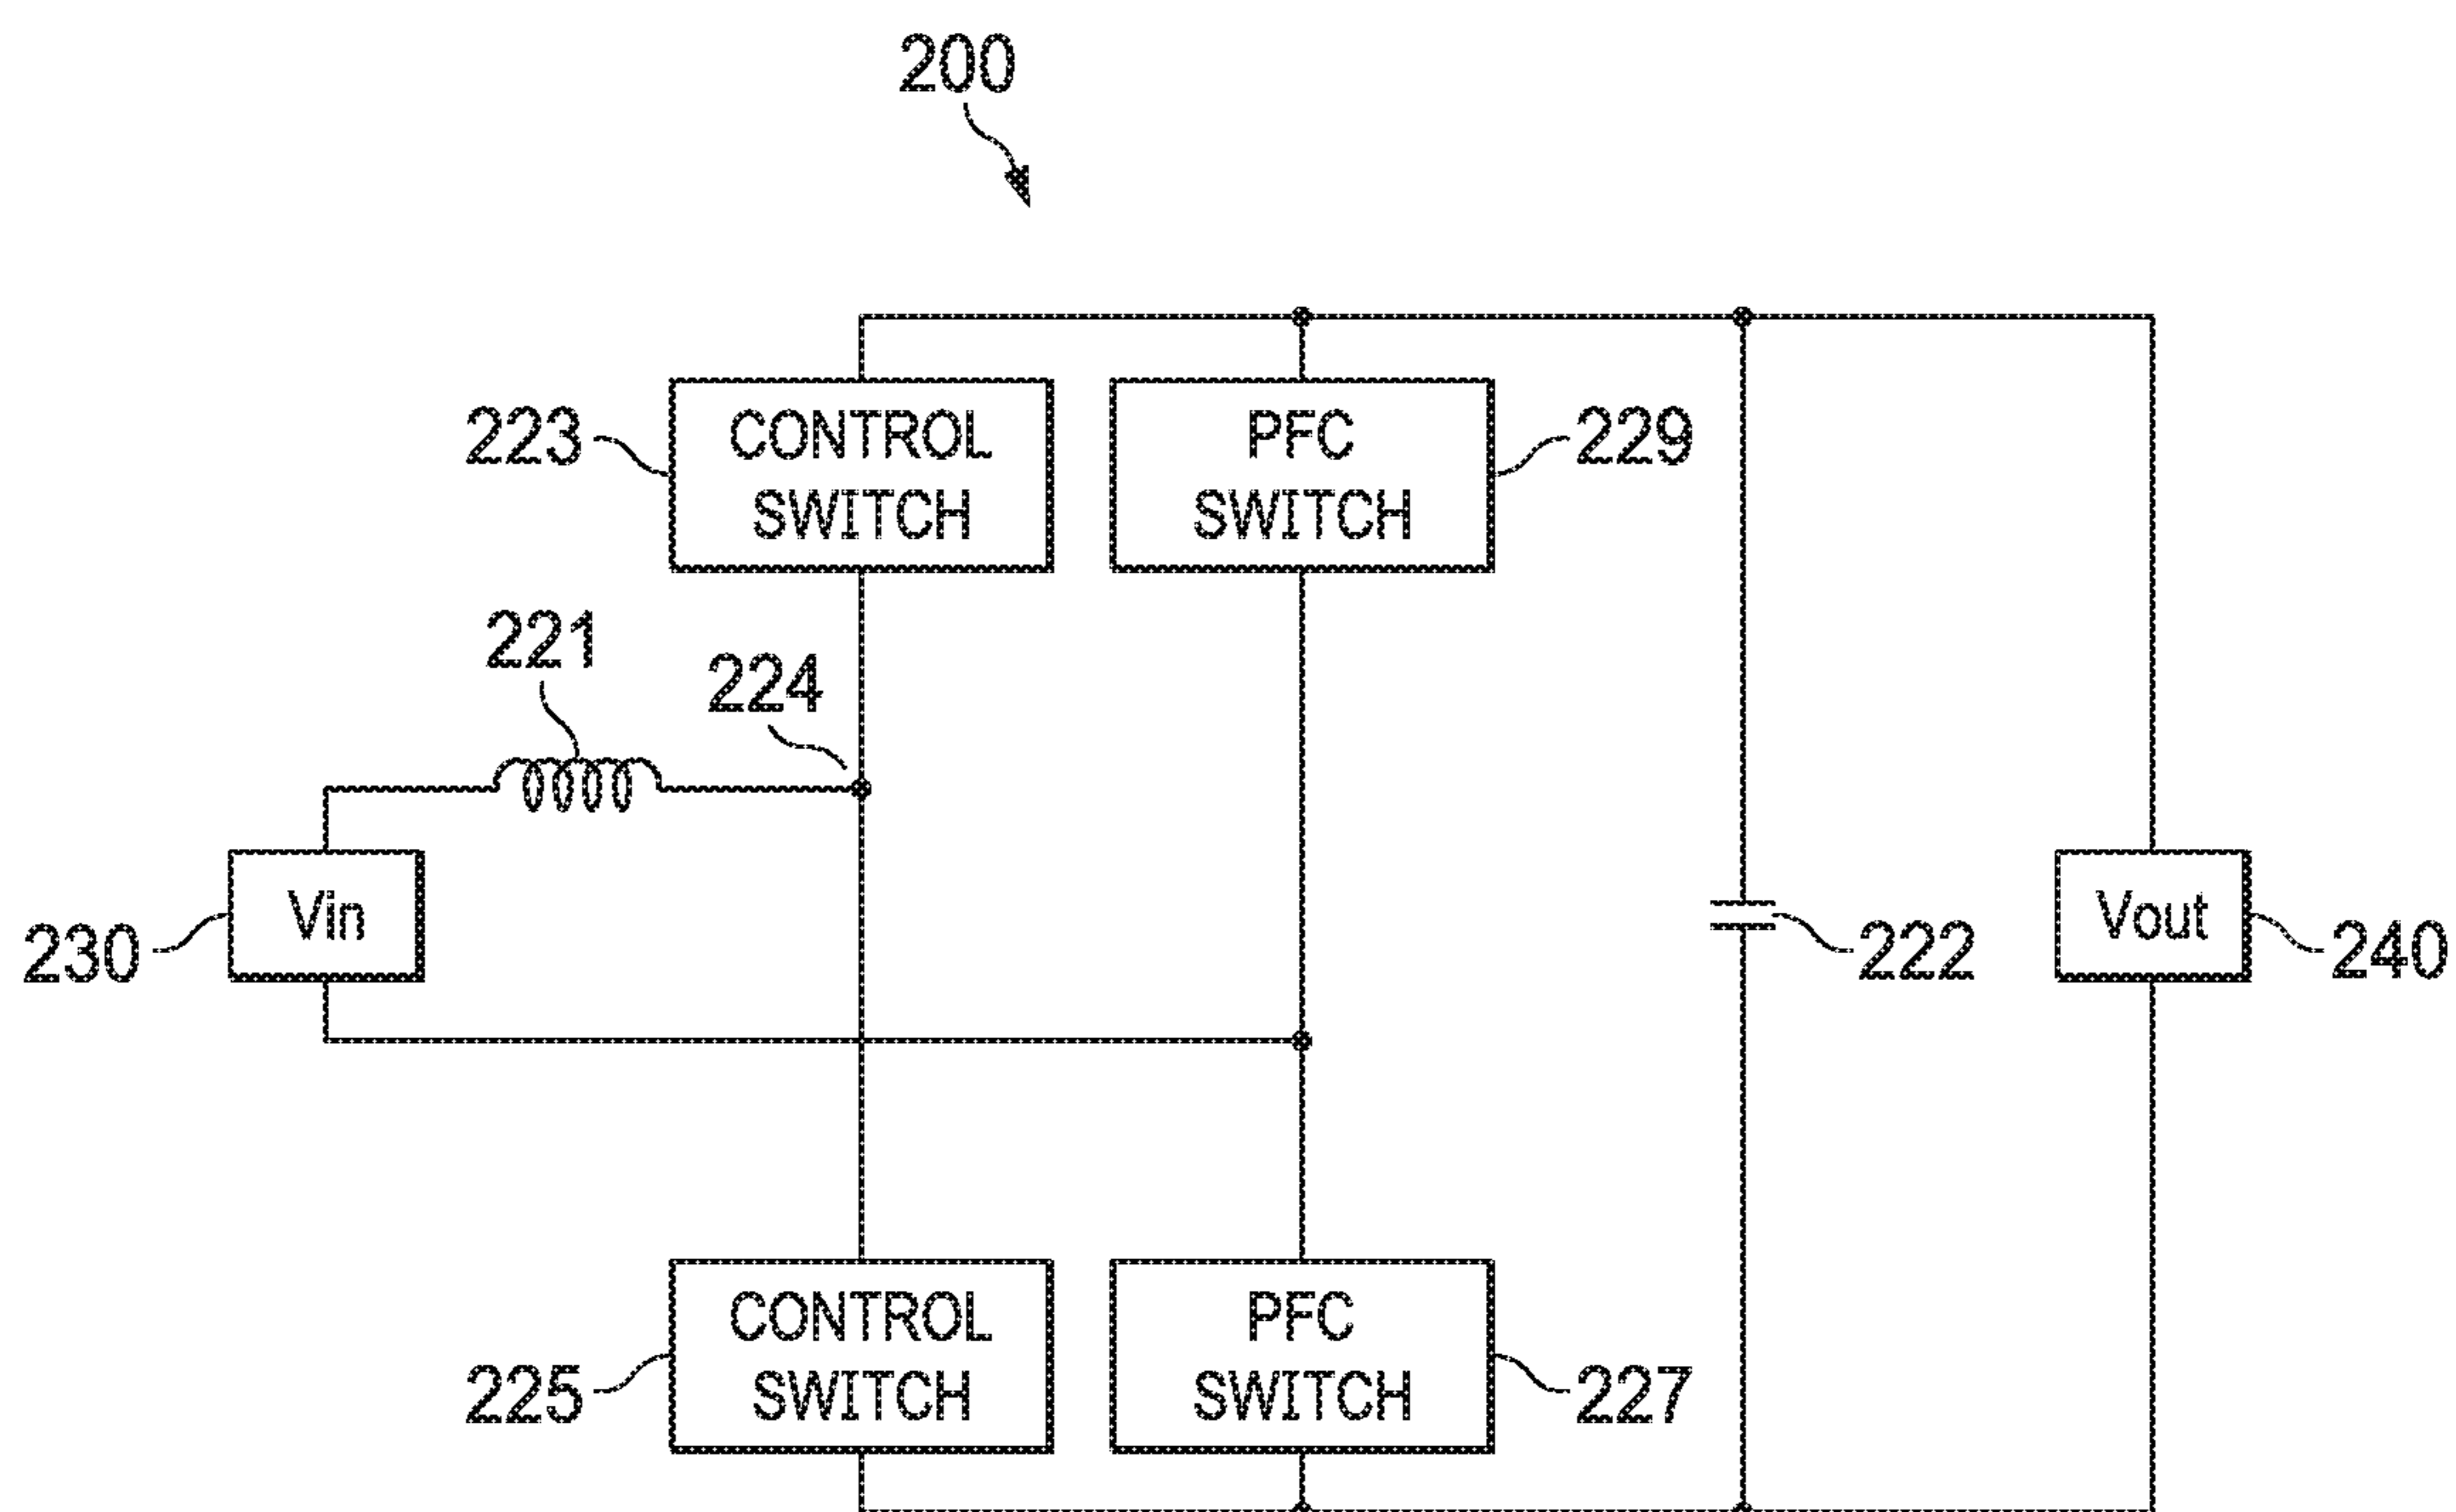 200
223
CONTROL
SWITCH
PFC
SWITCH
229
221
224
230
Vin
222
Vout
240
225
CONTROL
SWITCH
PFC
SWITCH
227